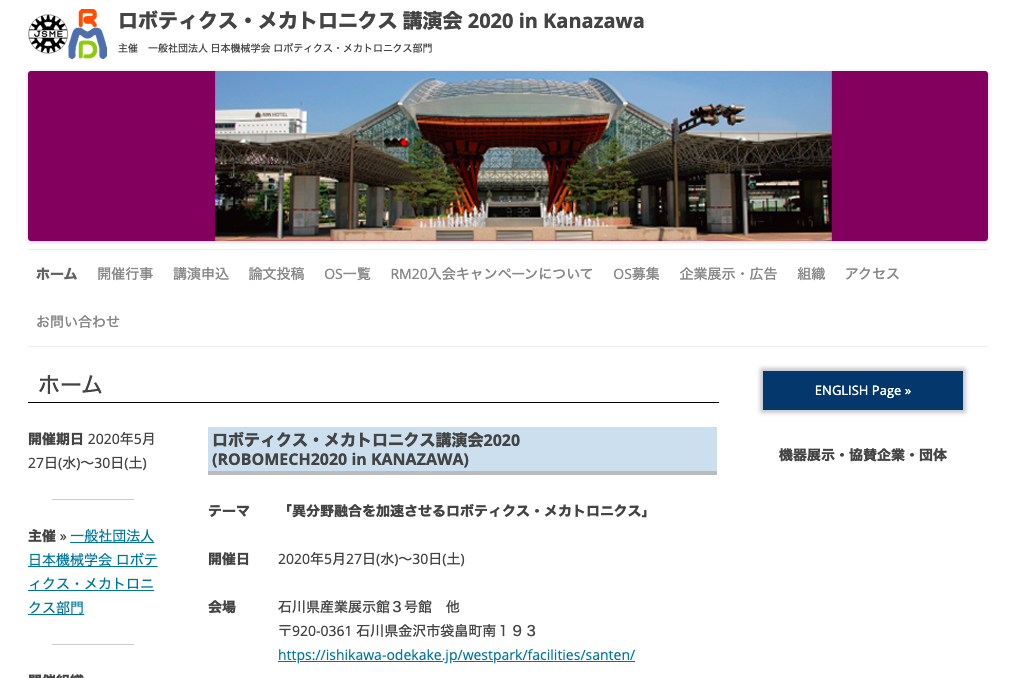 JSME
RMD
ロボティクス・メカトロニクス 講演会 2020 in Kanazawa
主催　一般社団法人 日本機械学会 ロボティクス・メカトロニクス部門
ホーム 開催行事 講演申込 論文投稿 OS一覧 RM20入会キャンペーンについて OS募集 企業展示・広告 組織 アクセス
お問い合わせ
ホーム
ENGLISH Page »
機器展示・協賛企業・団体
開催期日 2020年5月
27日(水)〜30日(土)
主催 » 一般社団法人
日本機械学会 ロボテ
ィクス・メカトロニ
クス部門
ロボティクス・メカトロニクス講演会2020
(ROBOMECH2020 in KANAZAWA)
テーマ 「異分野融合を加速させるロボティクス・メカトロニクス」
開催日 2020年5月27日(水)〜30日(土)
会場 石川県産業展示館３号館　他
〒920-0361 石川県金沢市袋畠町南１９３
https://ishikawa-odekake.jp/westpark/facilities/santen/